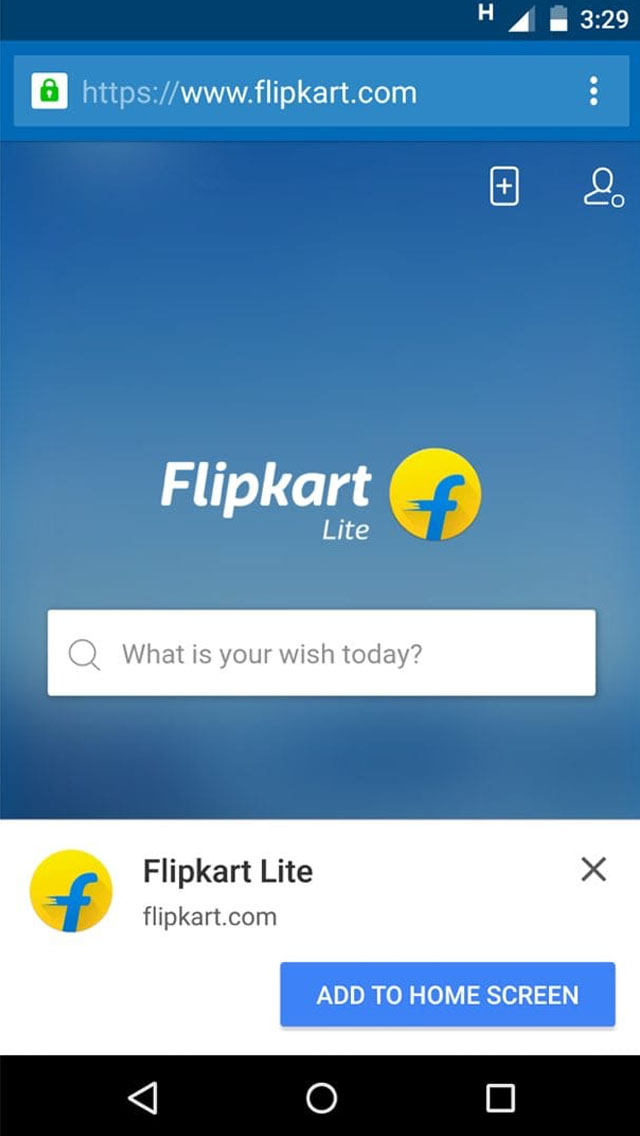 H 3:29
https://www.flipkart.com
Flipkart
Lite
f
What is your wish today?
f
Flipkart Lite
flipkart.com
ADD TO HOME SCREEN